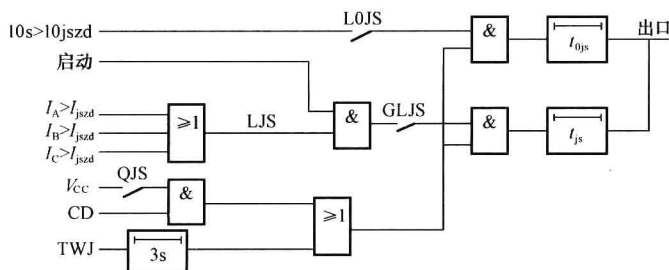 10s>10jszd L0JS & t0js 出口
启动
IA>Ijszd
IB>Ijszd ≥1 LJS & GLJS & tjs
IC>Ijszd
VCC QJS & ≥1
CD
TWJ 3s